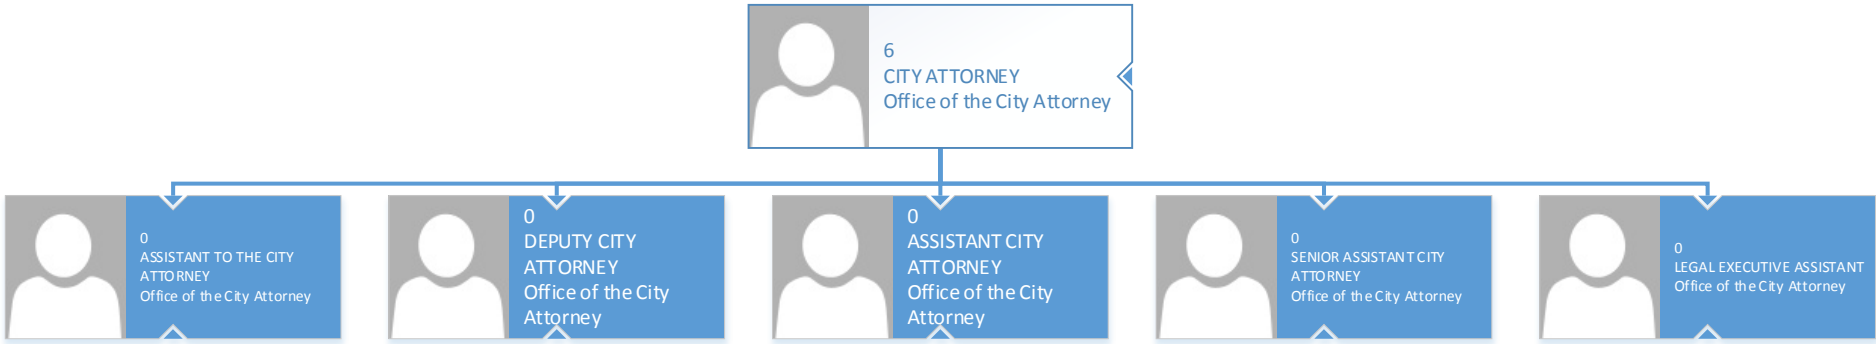 6
CITY ATTORNEY
Office of the City Attorney
0
ASSISTANT TO THE CITY
ATTORNEY
Office of the City Attorney
0
DEPUTY CITY
ATTORNEY
Office of the City
Attorney
0
ASSISTANT CITY
ATTORNEY
Office of the City
Attorney
0
SENIOR ASSISTANT CITY
ATTORNEY
Office of the City Attorney
0
LEGAL EXECUTIVE ASSISTANT
Office of the City Attorney